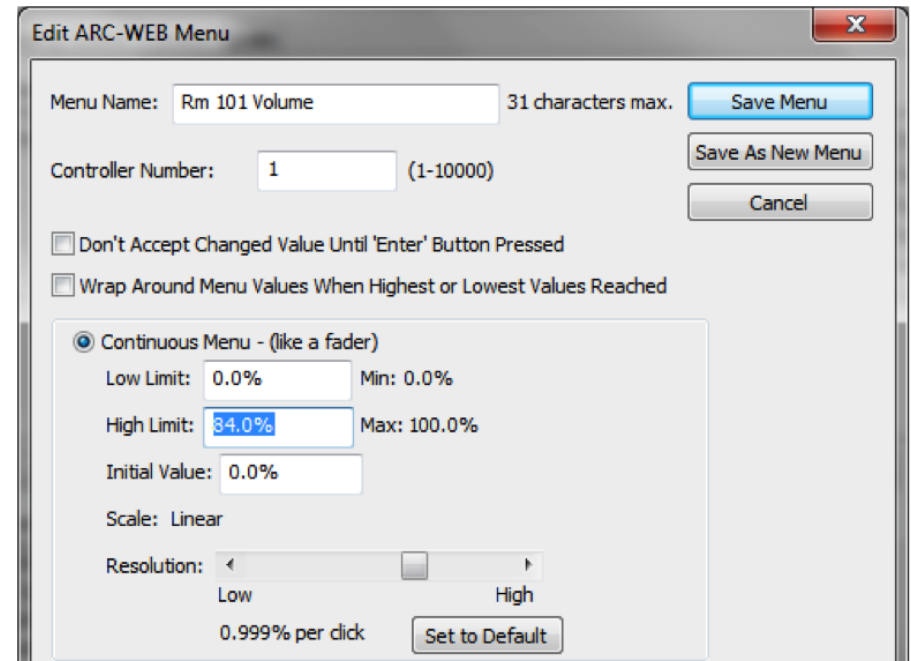 Edit ARC-WEB Menu
X
Menu Name: Rm 101 Volume 31 characters max. Save Menu
Save As New Menu
Controller Number: 1 (1-10000)
Cancel
Don't Accept Changed Value Until 'Enter' Button Pressed
Wrap Around Menu Values When Highest or Lowest Values Reached
Continuous Menu - (like a fader)
Low Limit: 0.0% Min: 0.0%
High Limit: 84.0% Max: 100.0%
Initial Value: 0.0%
Scale: Linear
Resolution:
Low High
0.999% per click Set to Default